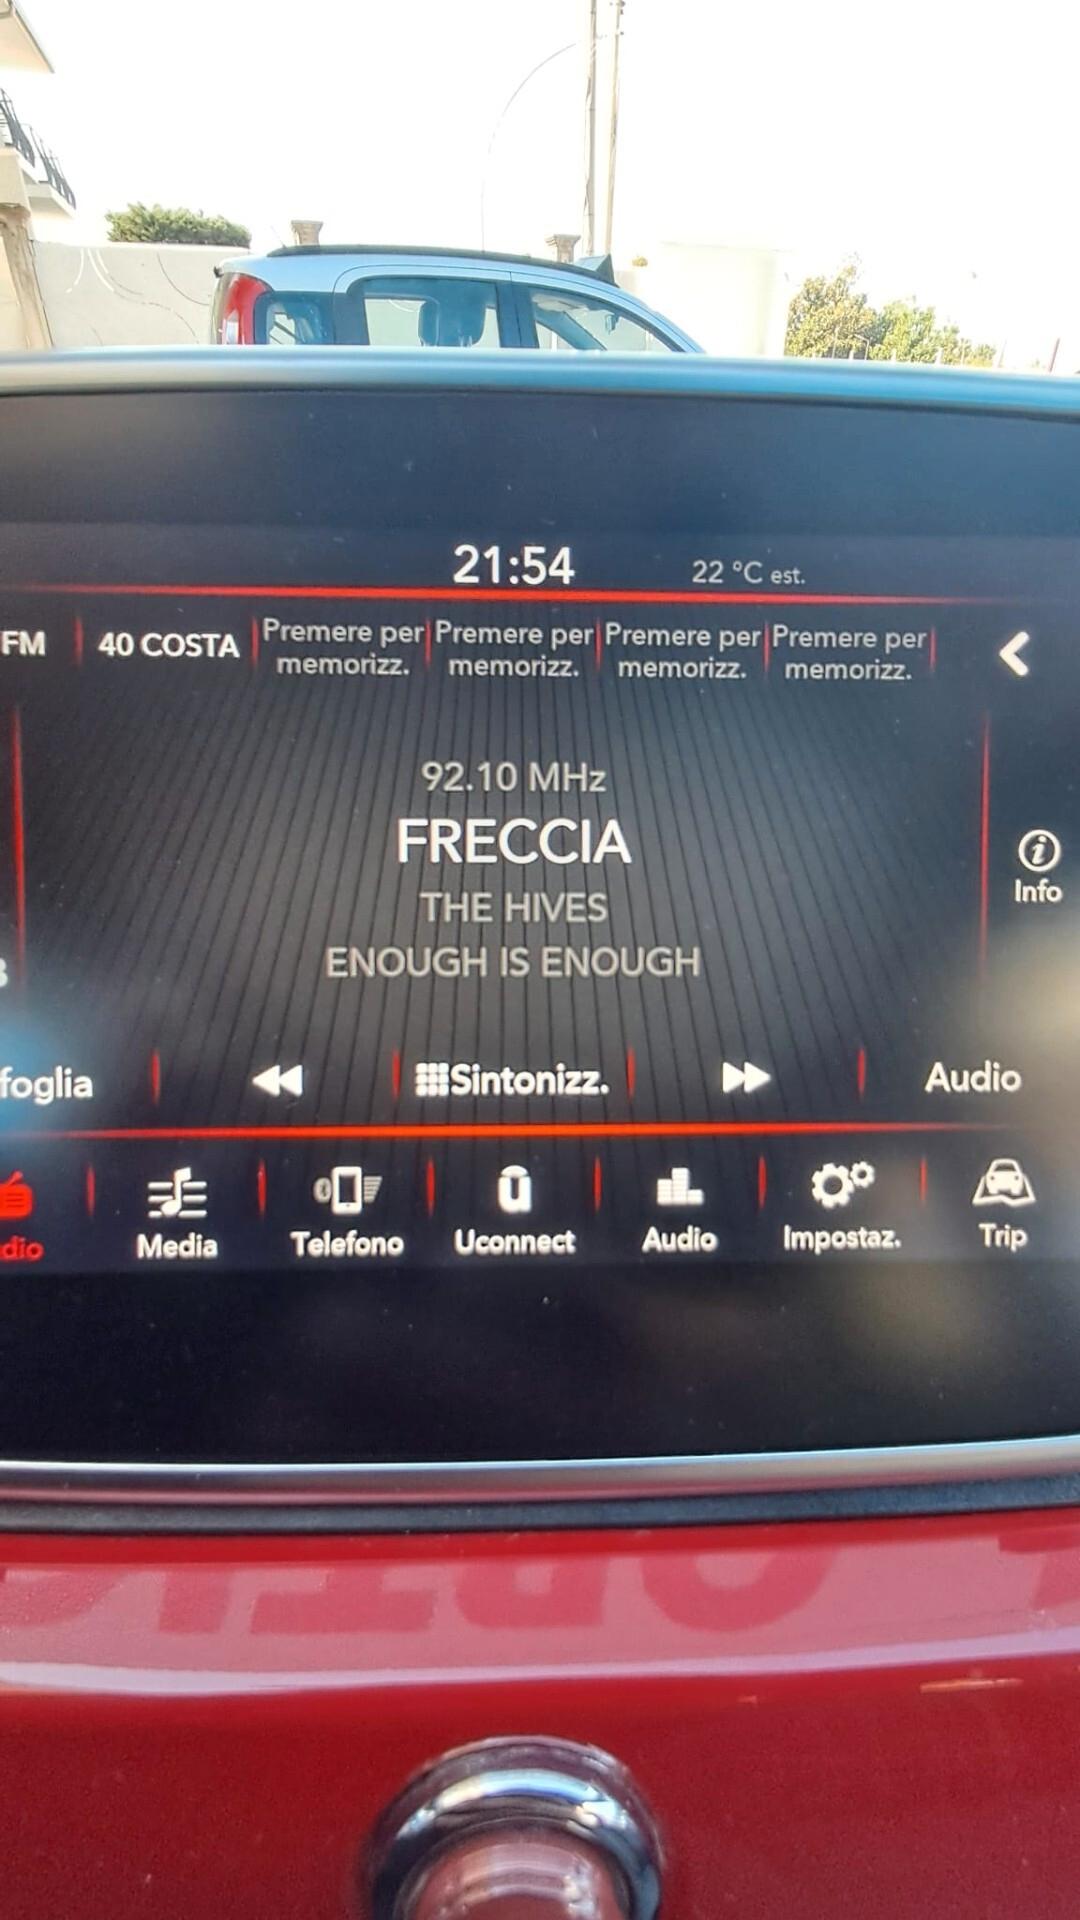 21:54
22 °C est.
FM
40 COSTA
Premere per memorizz.
Premere per memorizz.
Premere per memorizz.
Premere per memorizz.
92.10 MHz
FRECCIA
THE HIVES
ENOUGH IS ENOUGH
Info
foglia
Sintonizz.
Audio
dio
Media
Telefono
Uconnect
Audio
Impostaz.
Trip